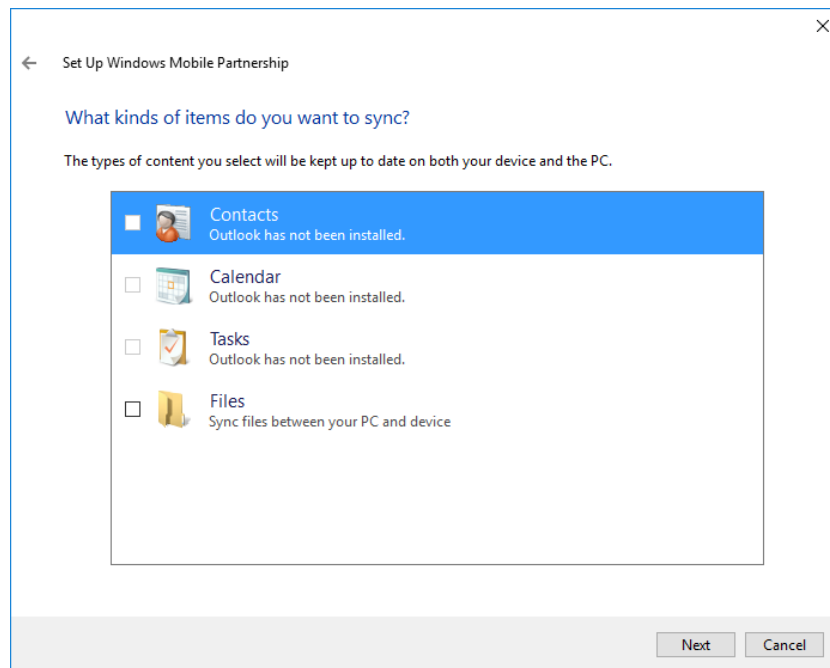 Set Up Windows Mobile Partnership
What kinds of items do you want to sync?
The types of content you select will be kept up to date on both your device and the PC.
Contacts
Outlook has not been installed.
Calendar
Outlook has not been installed.
Tasks
Outlook has not been installed.
Files
Sync files between your PC and device
Next
Cancel